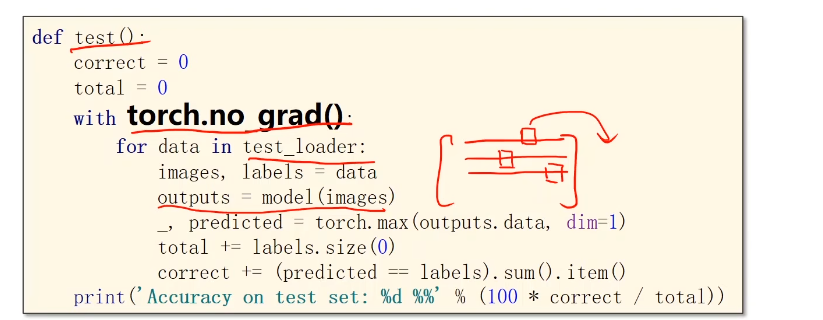 def test():
correct = 0
total = 0
with torch.no_grad():
for data in test_loader:
images, labels = data
outputs = model(images)
_, predicted = torch.max(outputs.data, dim=1)
total += labels.size(0)
correct += (predicted == labels).sum().item()
print('Accuracy on test set: %d %%' % (100 * correct / total))